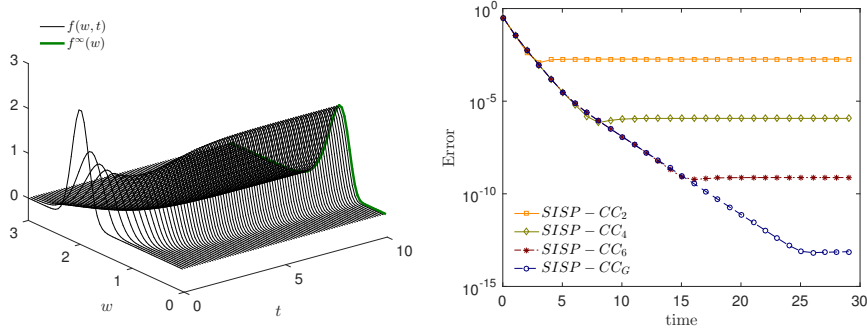 f(w, t)
f^∞(w)
3
2
1
0
3
2
1
0
w
0
5
10
t
10^0
10^-5
10^-10
10^-15
Error
SISP − CC_2
SISP − CC_4
SISP − CC_6
SISP − CC_G
0
5
10
15
20
25
30
time